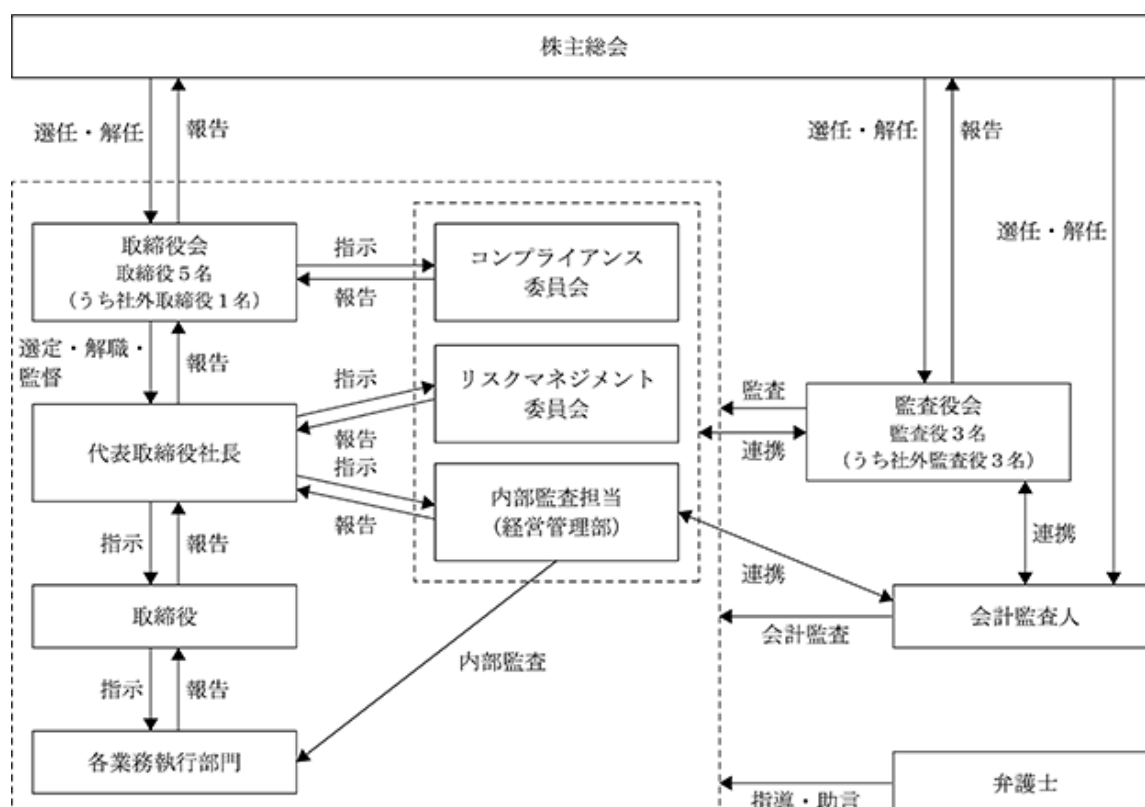 株主総会
選任・解任
報告
選任・解任
報告
選任・解任
取締役会
取締役5名
（うち社外取締役1名）
指示
報告
コンプライアンス
委員会
選定・解職・
監督
報告
指示
報告
リスクマネジメント
委員会
監査
連携
監査役会
監査役3名
（うち社外監査役3名）
代表取締役社長
指示
報告
内部監査担当
（経営管理部）
指示
報告
連携
連携
取締役
会計監査人
会計監査
内部監査
指示
報告
各業務執行部門
弁護士
指導・助言